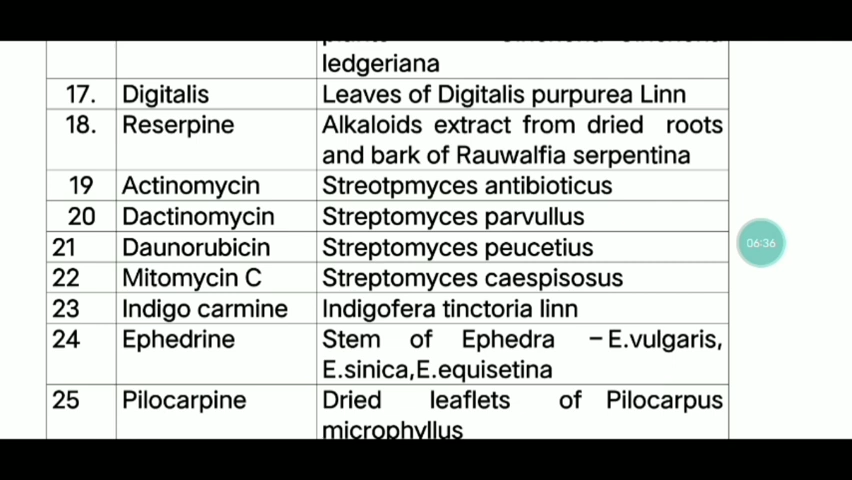 ledgeriana
17. Digitalis Leaves of Digitalis purpurea Linn
18. Reserpine Alkaloids extract from dried roots
and bark of Rauwalfia serpentina
19 Actinomycin Streotpmyces antibioticus
20 Dactinomycin Streptomyces parvullus
21 Daunorubicin Streptomyces peucetius
22 Mitomycin C Streptomyces caespisosus
23 Indigo carmine Indigofera tinctoria linn
24 Ephedrine Stem of Ephedra –E.vulgaris,
E.sinica,E.equisetina
25 Pilocarpine Dried leaflets of Pilocarpus
microphyllus
06:36